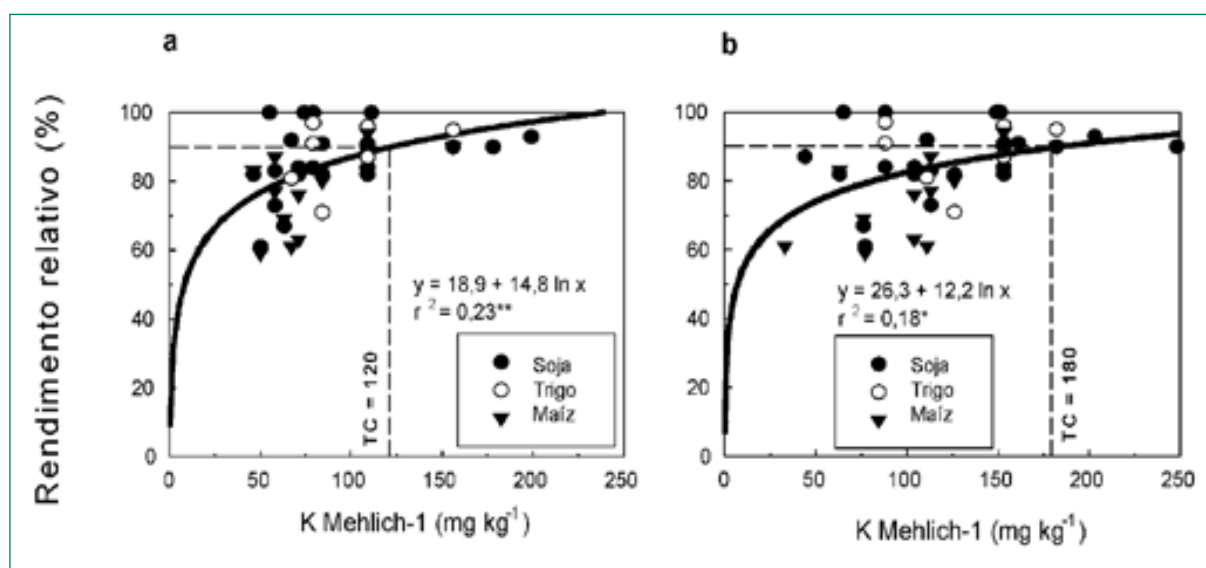 a
b
Rendimento relativo (%)
100
80
60
40
20
0
y = 18,9 + 14,8 ln x
r 2 = 0,23**
Soja
Trigo
Maíz
TC = 120
0 50 100 150 200 250
K Mehlich-1 (mg kg-1)
100
80
60
40
20
0
y = 26,3 + 12,2 ln x
r 2 = 0,18*
Soja
Trigo
Maíz
TC = 180
0 50 100 150 200 250
K Mehlich-1 (mg kg-1)